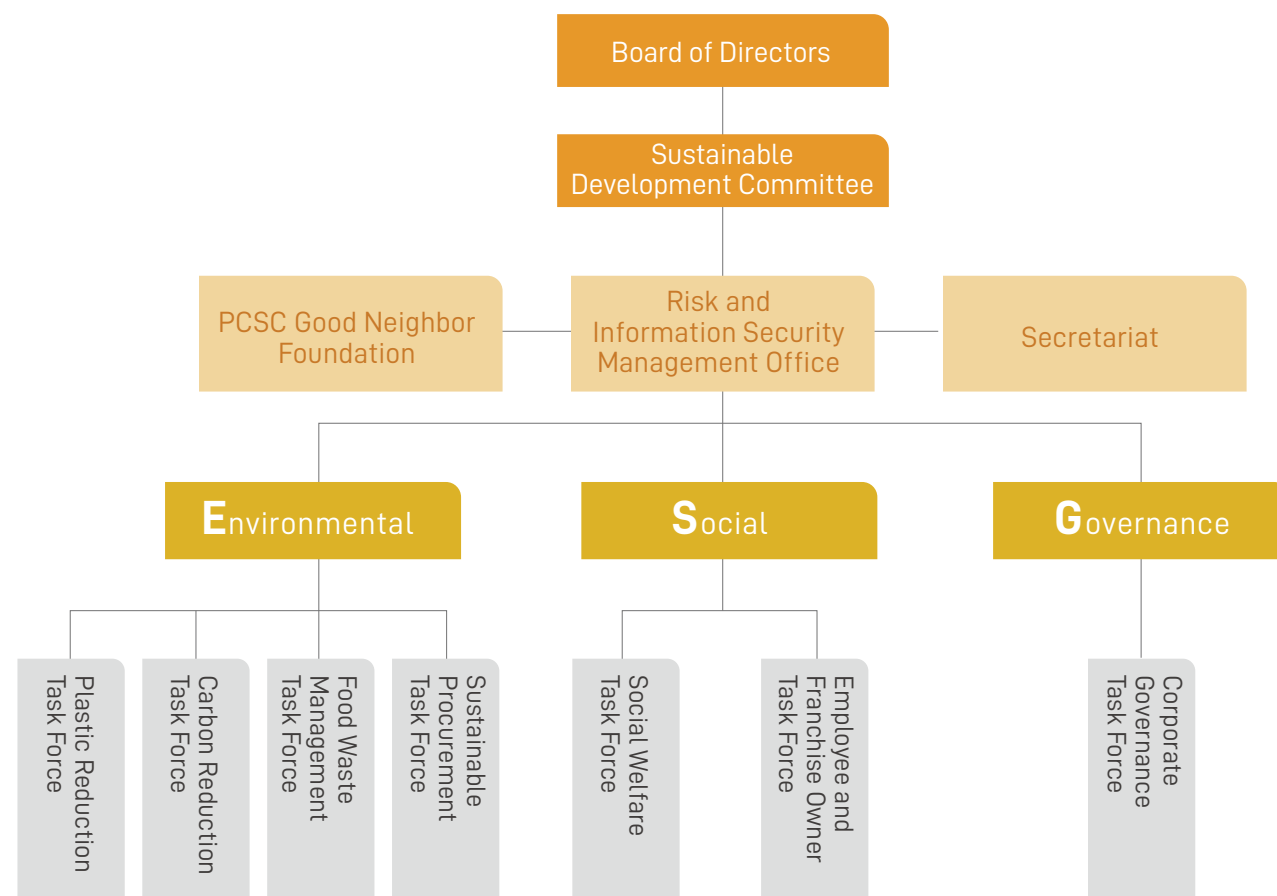 Board of Directors
Sustainable
Development Committee
PCSC Good Neighbor
Foundation
Risk and
Information Security
Management Office
Secretariat
Environmental
Social
Governance
Plastic Reduction
Task Force
Carbon Reduction
Task Force
Food Waste
Management
Task Force
Sustainable
Procurement
Task Force
Social Welfare
Task Force
Employee and
Franchise Owner
Task Force
Corporate
Governance
Task Force